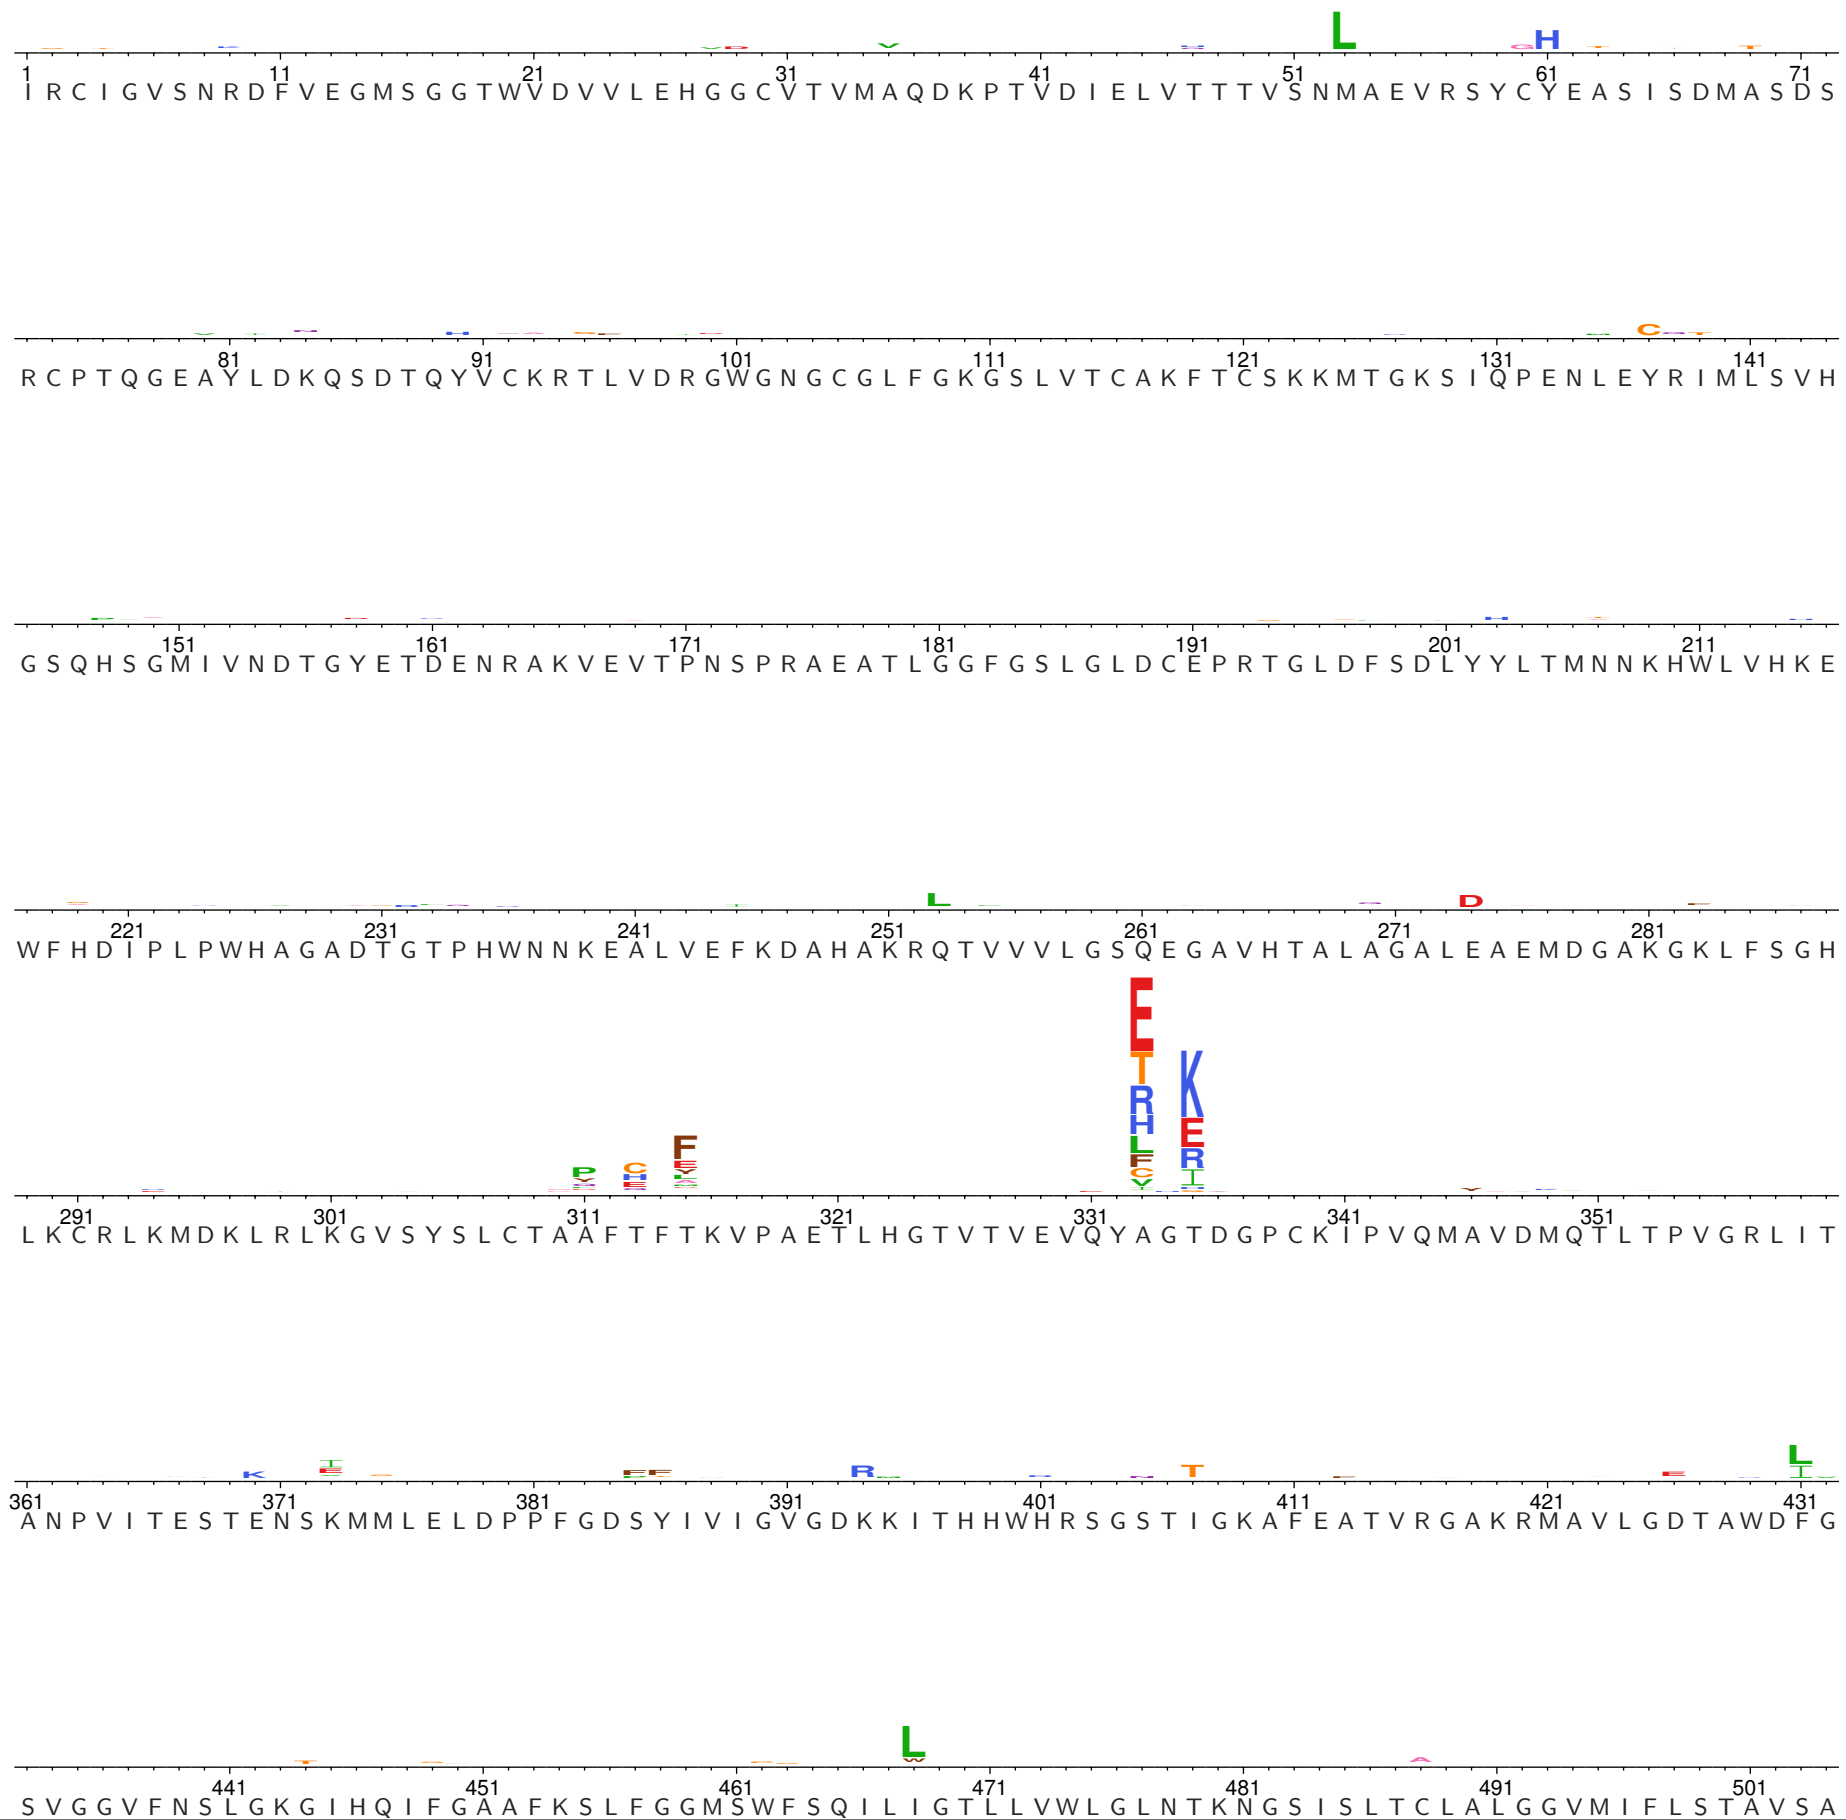 L
G H
V
1 11 21 31 41 51 61 71
I R C I G V S N R D F V E G M S G G T W V D V V L E H G G C V T V M A Q D K P T V D I E L V T T T V S N M A E V R S Y C Y E A S I S D M A S D S
H C
81 91 101 111 121 131 141
R C P T Q G E A Y L D K Q S D T Q Y V C K R T L V D R G W G N G C G L F G K G S L V T C A K F T C S K K M T G K S I Q P E N L E Y R I M L S V H
151 161 171 181 191 201 211
G S Q H S G M I V N D T G Y E T D E N R A K V E V T P N S P R A E A T L G G F G S L G L D C E P R T G L D F S D L Y Y L T M N N K H W L V H K E
L D
221 231 241 251 261 271 281
W F H D I P L P W H A G A D T G T P H W N N K E A L V E F K D A H A K R Q T V V V L G S Q E G A V H T A L A G A L E A E M D G A K G K L F S G H
E
T K
R
H E
F L R
P C E F I
Y H Y C
E L V
291 301 311 321 331 341 351
L K C R L K M D K L R L K G V S Y S L C T A A F T F T K V P A E T L H G T V T V E V Q Y A G T D G P C K I P V Q M A V D M Q T L T P V G R L I T
L
K I E F F R T E I
361 371 381 391 401 411 421 431
A N P V I T E S T E N S K M M L E L D P P F G D S Y I V I G V G D K K I T H H W H R S G S T I G K A F E A T V R G A K R M A V L G D T A W D F G
L
T W A
441 451 461 471 481 491 501
S V G G V F N S L G K G I H Q I F G A A F K S L F G G M S W F S Q I L I G T L L V W L G L N T K N G S I S L T C L A L G G V M I F L S T A V S A